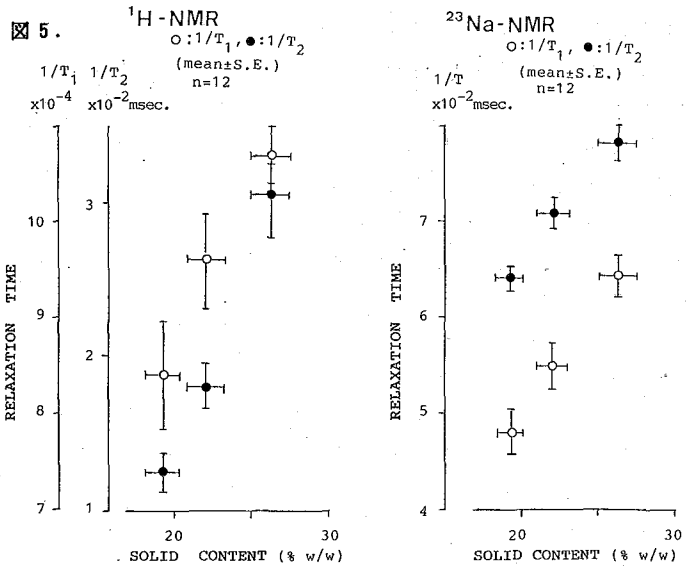 図5.
¹H-NMR
○:1/T₁, ●:1/T₂
(mean±S.E.)
n=12
1/T₁ 1/T₂
x10⁻⁴ x10⁻²msec.
RELAXATION TIME
10
9
8
7
3
2
1
20 30
SOLID CONTENT (% w/w)
²³Na-NMR
○:1/T₁, ●:1/T₂
(mean±S.E.)
n=12
1/T
x10⁻²msec.
RELAXATION TIME
7
6
5
4
20 30
SOLID CONTENT (% w/w)